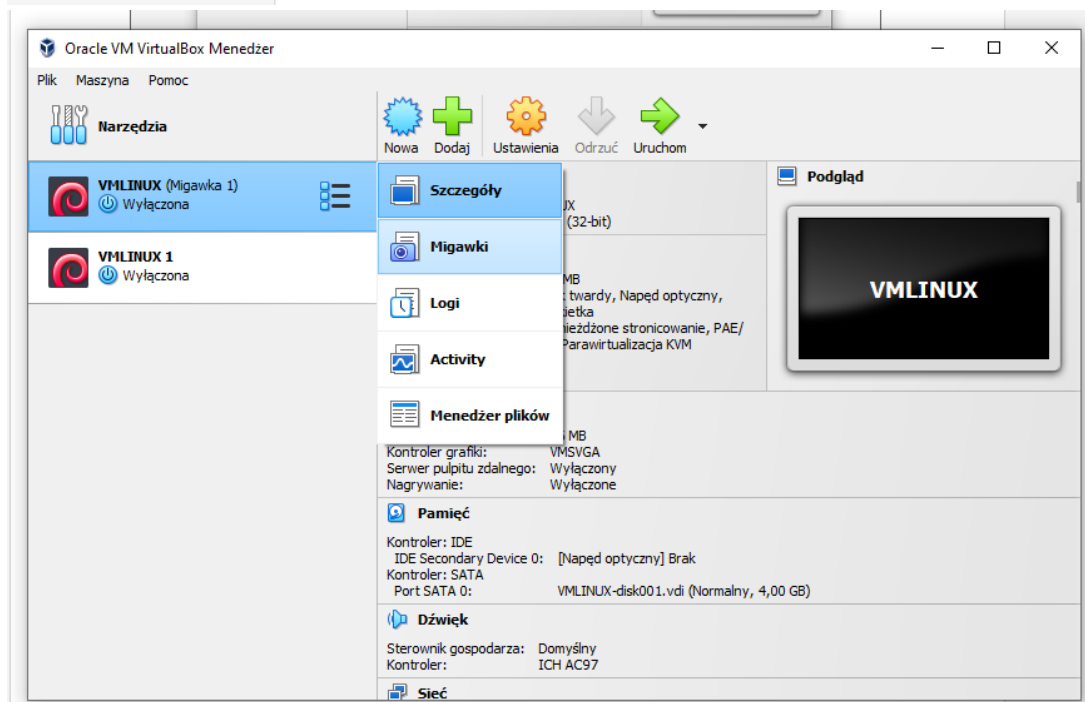 Oracle VM VirtualBox Menedżer
Plik Maszyna Pomoc
Narzędzia
Nowa Dodaj Ustawienia Odrzuć Uruchom
VMLINUX (Migawka 1)
Wyłączona
VMLINUX 1
Wyłączona
Szczegóły
Migawki
Logi
Activity
Menedżer plików
(32-bit)
MB
twardy, Napęd optyczny,
PAE/
Parawirtualizacja KVM
Podgląd
VMLINUX
MB
Kontroler grafiki: VMSVGA
Serwer pulpitu zdalnego: Wyłączony
Nagrywanie: Wyłączone
Pamięć
Kontroler: IDE
IDE Secondary Device 0: [Napęd optyczny] Brak
Kontroler: SATA
Port SATA 0: VMLINUX-disk001.vdi (Normalny, 4,00 GB)
Dźwięk
Sterownik gospodarza: Domyślny
Kontroler: ICH AC97
Sieć